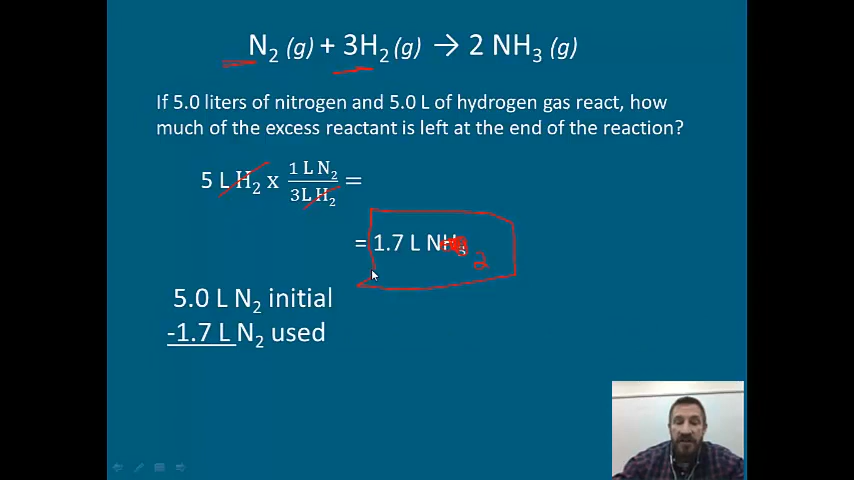 N₂ (g) + 3H₂ (g) → 2 NH₃ (g)
If 5.0 liters of nitrogen and 5.0 L of hydrogen gas react, how
much of the excess reactant is left at the end of the reaction?
5 L H₂ x 1 L N₂/3L H₂ =
= 1.7 L N 2
5.0 L N₂ initial
-1.7 L N₂ used